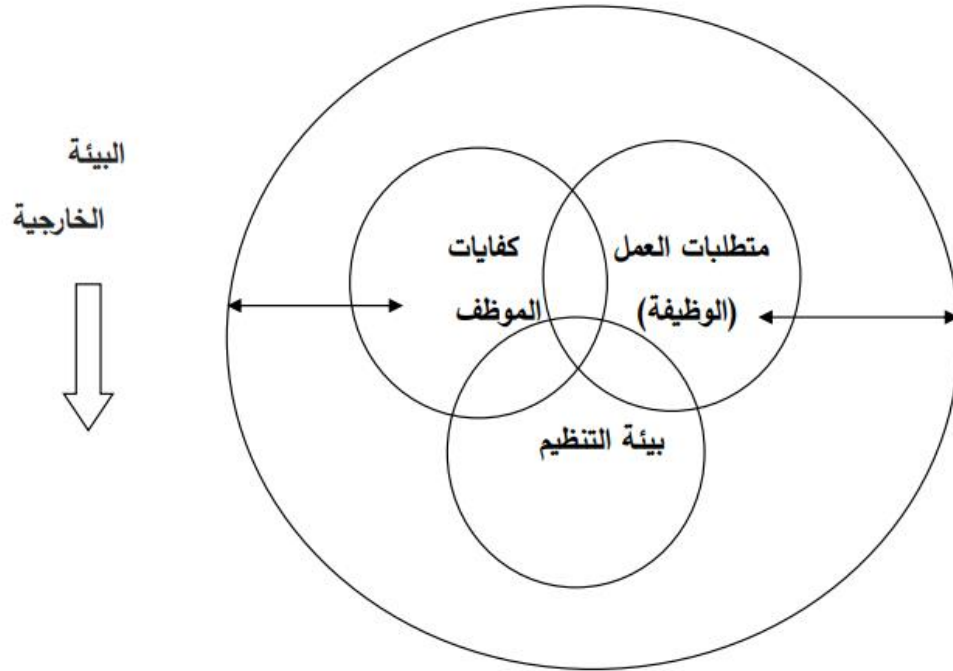 البيئة
الخارجية
متطلبات العمل
(الوظيفة)
كفايات
الموظف
بيئة التنظيم